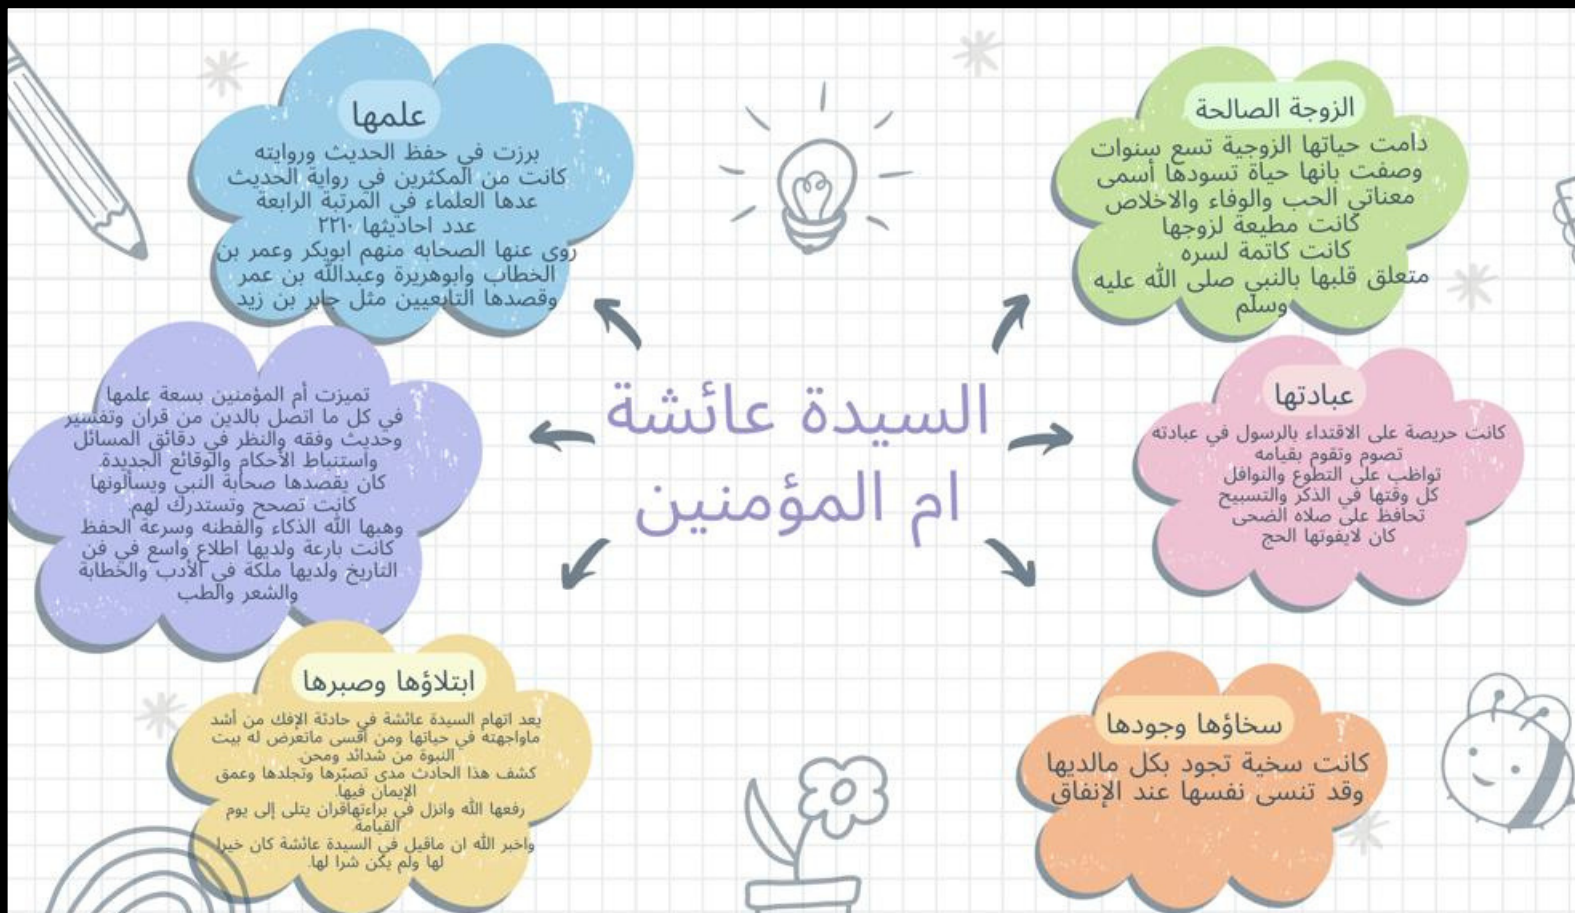 السيدة عائشة
ام المؤمنين
الزوجة الصالحة
دامت حياتها الزوجية تسع سنوات
وصفت بانها حياة تسودها أسمى
معناتي الحب والوفاء والاخلاص
كانت مطيعة لزوجها
كانت كاتمة لسره
متعلق قلبها بالنبي صلى الله عليه
وسلم
عبادتها
كانت حريصة على الاقتداء بالرسول في عبادته
تصوم وتقوم بقيامه
تواظب على التطوع والنوافل
كل وقتها في الذكر والتسبيح
تحافظ على صلاه الضحى
كان لايفوتها الحج
سخاؤها وجودها
كانت سخية تجود بكل مالديها
وقد تنسى نفسها عند الإنفاق
علمها
برزت في حفظ الحديث وروايته
كانت من المكثرين في رواية الحديث
عدها العلماء في المرتبة الرابعة
عدد احاديثها ٢٢١٠
روى عنها الصحابه منهم ابوبكر وعمر بن
الخطاب وابوهريرة وعبدالله بن عمر
وقصدها التابعيين مثل جابر بن زيد
تميزت أم المؤمنين بسعة علمها
في كل ما اتصل بالدين من قران وتفسير
وحديث وفقه والنظر في دقائق المسائل
واستنباط الأحكام والوقائع الجديدة.
كان يقصدها صحابة النبي ويسألونها
كانت تصحح وتستدرك لهم.
وهبها الله الذكاء والفطنه وسرعة الحفظ
كانت بارعة ولديها اطلاع واسع في فن
التاريخ ولديها ملكة في الأدب والخطابة
والشعر والطب
ابتلاؤها وصبرها
يعد اتهام السيدة عائشة في حادثة الإفك من أشد
ماواجهته في حياتها ومن أقسى ماتعرض له بيت
النبوة من شدائد ومحن.
كشف هذا الحادث مدى تصبّرها وتجلدها وعمق
الإيمان فيها.
رفعها الله وانزل في براءتهاقران يتلى إلى يوم
القيامة.
واخبر الله ان ماقيل في السيدة عائشة كان خيرا
لها ولم يكن شرا لها.